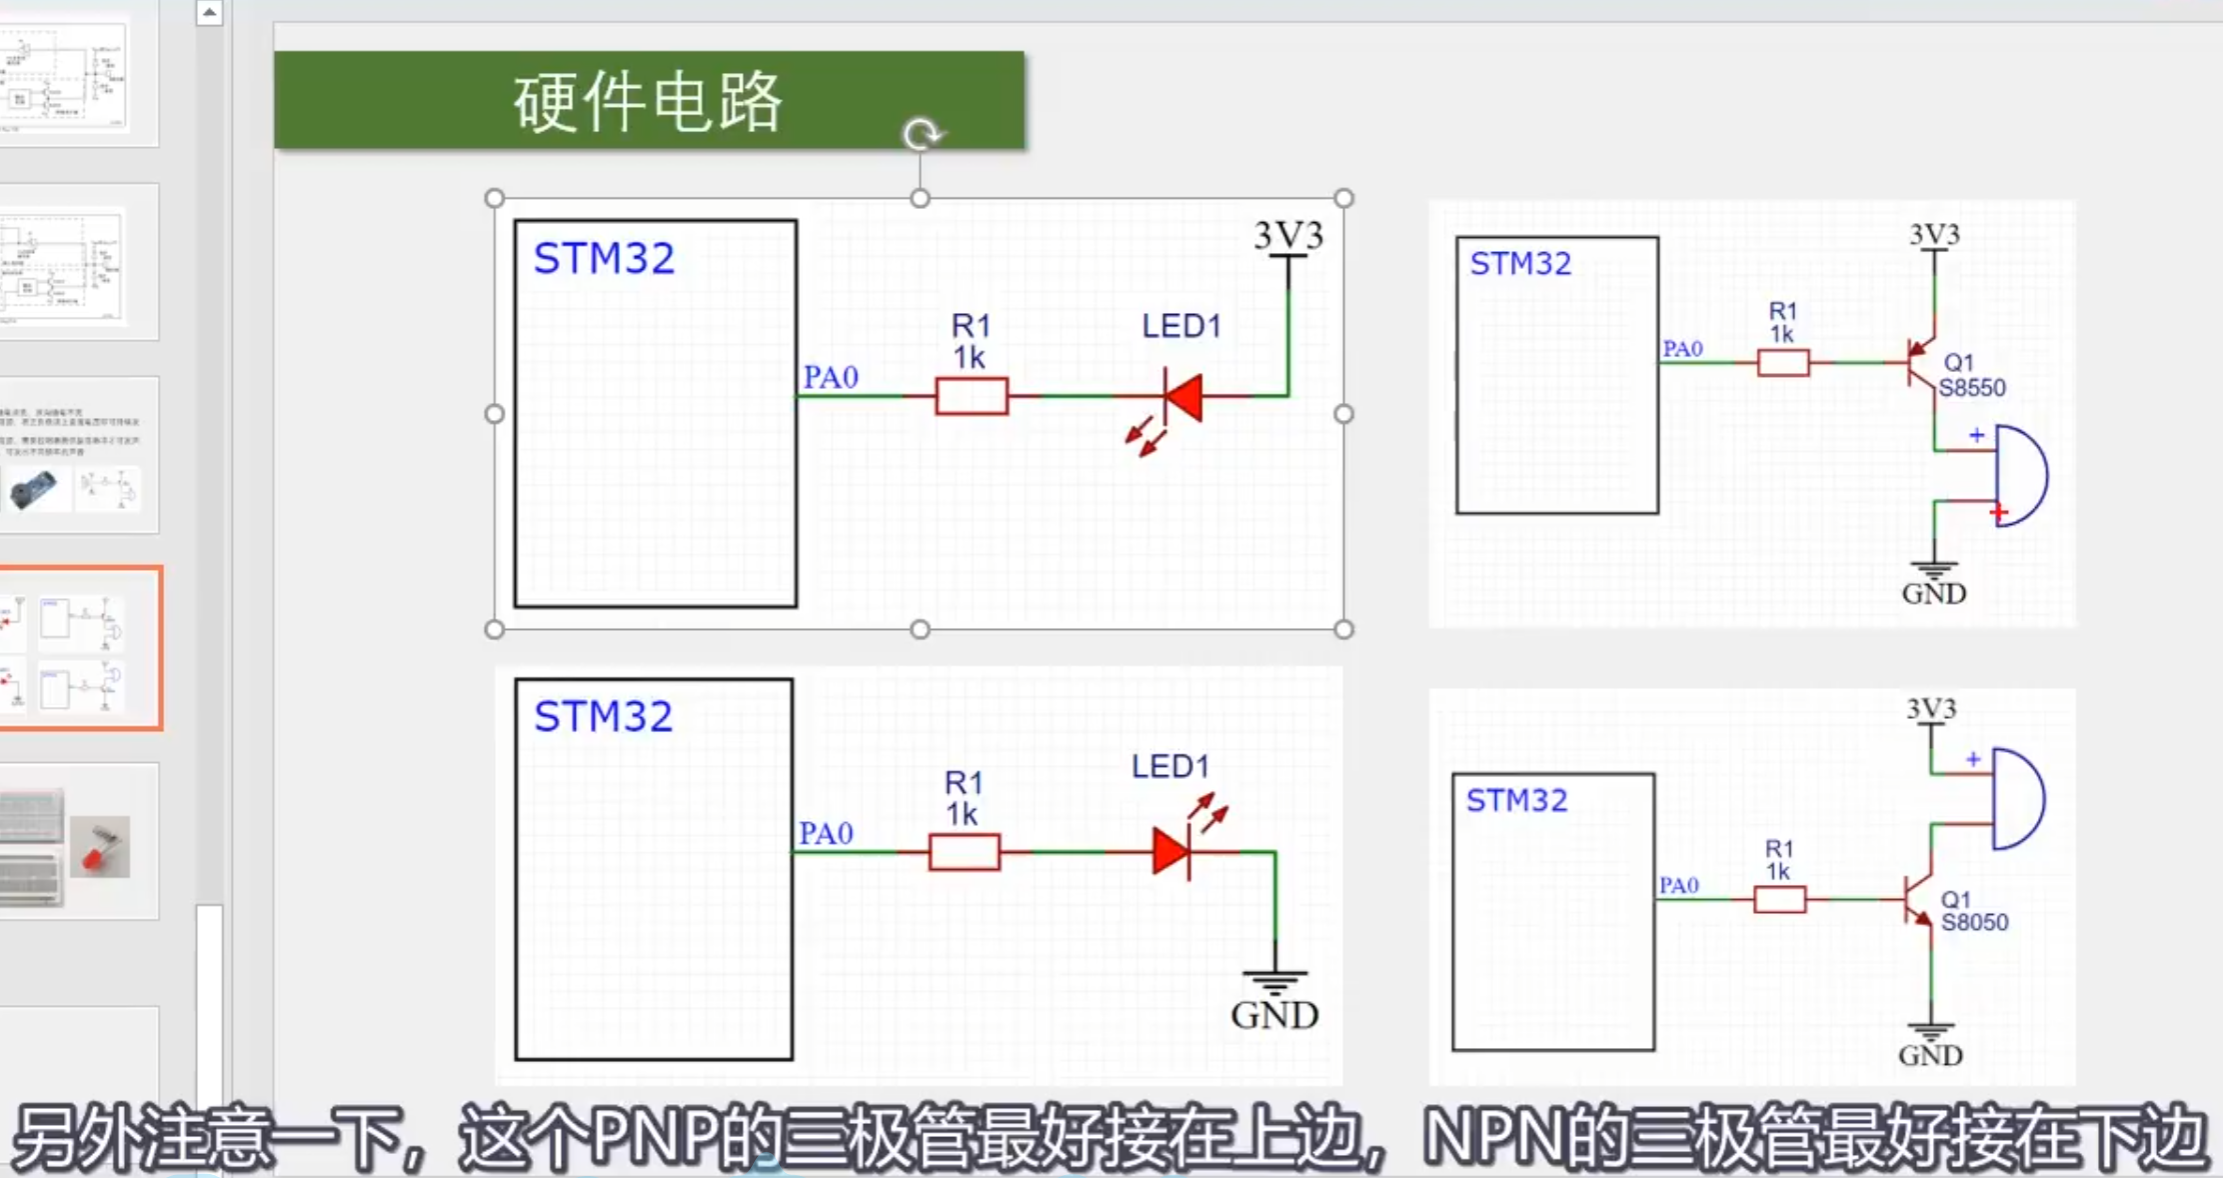 硬件电路
STM32
3V3
R1
1k
LED1
PA0
STM32
3V3
R1
1k
PA0
Q1
S8550
+
GND
STM32
R1
1k
LED1
PA0
GND
3V3
+
STM32
R1
1k
PA0
Q1
S8050
GND
另外注意一下，这个PNP的三极管最好接在上边，NPN的三极管最好接在下边